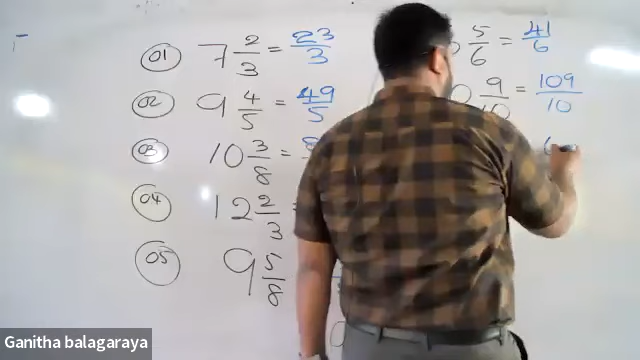 01 7 2/3 = 23/3
5/6 = 41/6
02 9 4/5 = 49/5
9/10 = 109/10
03 10 3/8 =
04 12 2/3
05 9 5/8
Ganitha balagaraya